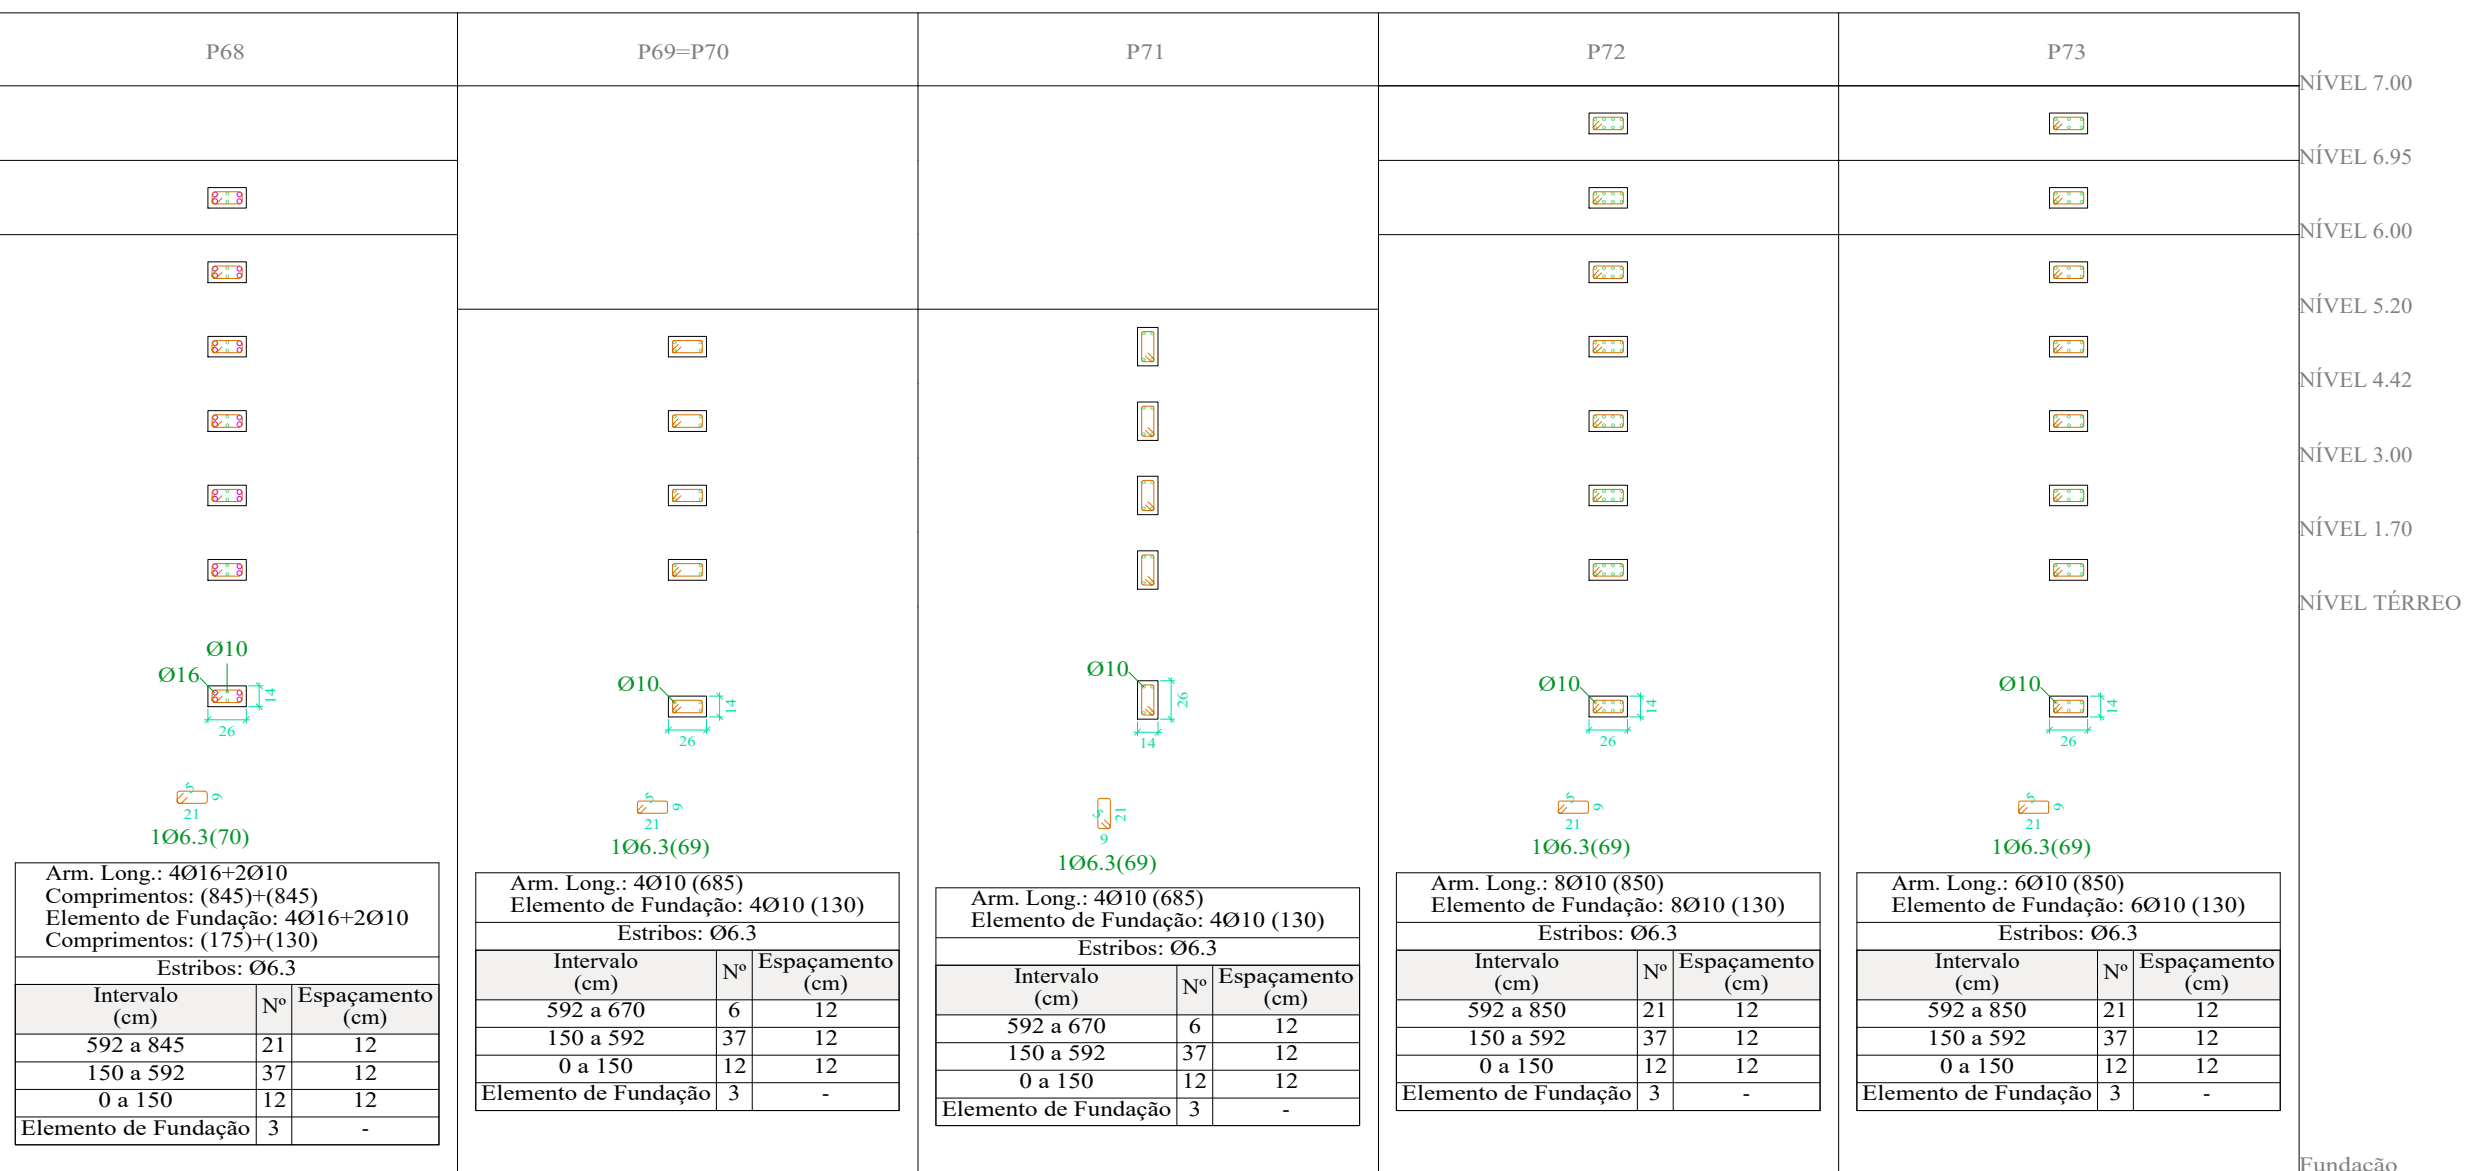 P68
P69=P70
P71
P72
P73
NÍVEL 7.00
NÍVEL 6.95
NÍVEL 6.00
NÍVEL 5.20
NÍVEL 4.42
NÍVEL 3.00
NÍVEL 1.70
NÍVEL TÉRREO
Fundação
Ø10
Ø16
14
26
5
9
21
1Ø6.3(70)
Arm. Long.: 4Ø16+2Ø10
Comprimentos: (845)+(845)
Elemento de Fundação: 4Ø16+2Ø10
Comprimentos: (175)+(130)
Estribos: Ø6.3
Intervalo (cm) Nº Espaçamento (cm)
592 a 845 21 12
150 a 592 37 12
0 a 150 12 12
Elemento de Fundação 3 -
Ø10
14
26
5
9
21
1Ø6.3(69)
Arm. Long.: 4Ø10 (685)
Elemento de Fundação: 4Ø10 (130)
Estribos: Ø6.3
Intervalo (cm) Nº Espaçamento (cm)
592 a 670 6 12
150 a 592 37 12
0 a 150 12 12
Elemento de Fundação 3 -
Ø10
26
14
5
21
9
1Ø6.3(69)
Arm. Long.: 4Ø10 (685)
Elemento de Fundação: 4Ø10 (130)
Estribos: Ø6.3
Intervalo (cm) Nº Espaçamento (cm)
592 a 670 6 12
150 a 592 37 12
0 a 150 12 12
Elemento de Fundação 3 -
Ø10
14
26
5
9
21
1Ø6.3(69)
Arm. Long.: 8Ø10 (850)
Elemento de Fundação: 8Ø10 (130)
Estribos: Ø6.3
Intervalo (cm) Nº Espaçamento (cm)
592 a 850 21 12
150 a 592 37 12
0 a 150 12 12
Elemento de Fundação 3 -
Ø10
14
26
5
9
21
1Ø6.3(69)
Arm. Long.: 6Ø10 (850)
Elemento de Fundação: 6Ø10 (130)
Estribos: Ø6.3
Intervalo (cm) Nº Espaçamento (cm)
592 a 850 21 12
150 a 592 37 12
0 a 150 12 12
Elemento de Fundação 3 -